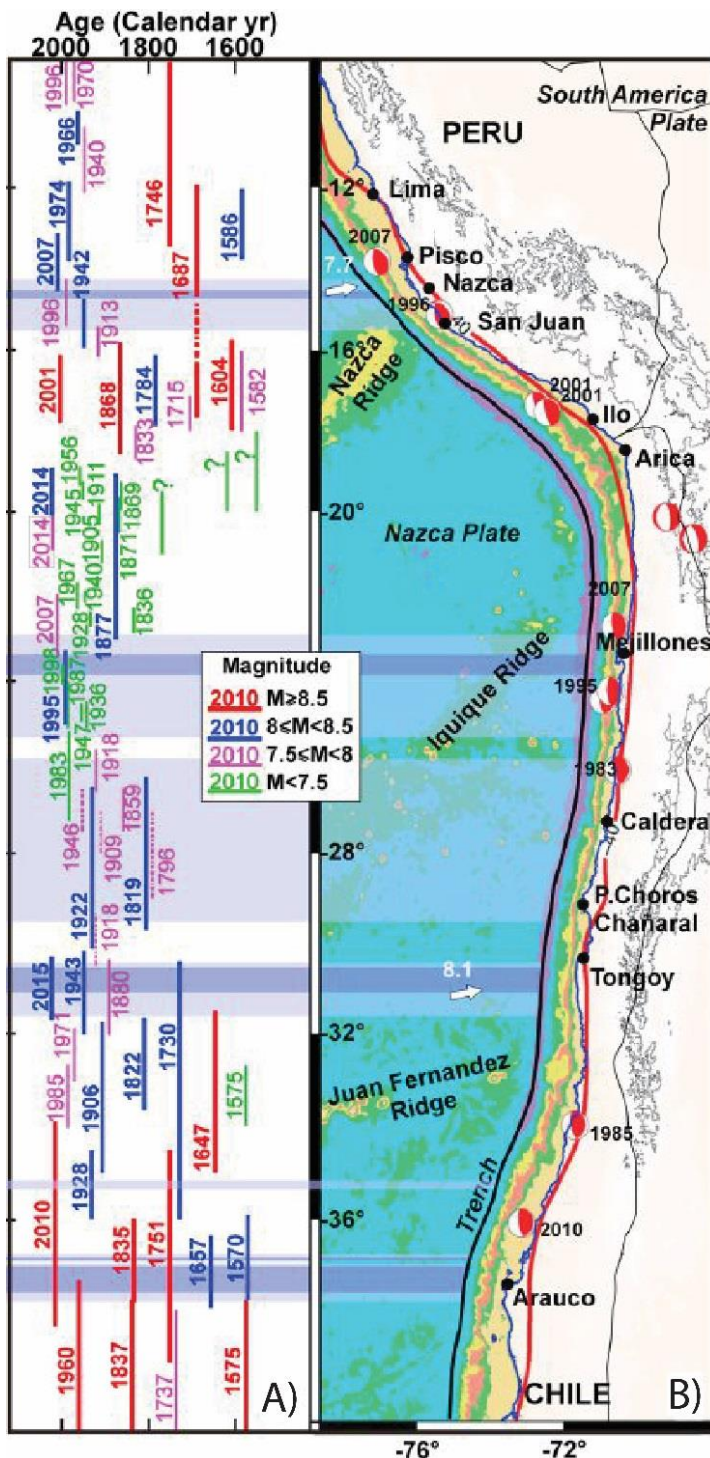 Age (Calendar yr)
2000 1800 1600
1996
1970
1966
1940
1974
2007
1942
1746
1687
1586
1996
1913
2001
1868
1784
1715
1833
1604
1582
1956
1945
1911
2014
2014
1905
1869
?
?
?
1871
1967
1940
1928
1836
2007
1877
1998
1987
1995
1936
1947
1918
1983
1946
1909
1859
1796
1922
1819
1918
2015
1943
1880
1730
1971
1822
1985
1906
1647
1575
1928
2010
1835
1751
1657
1570
1960
1837
1737
1575
A)
Magnitude
2010 M≥8.5
2010 8≤M<8.5
2010 7.5≤M<8
2010 M<7.5
South America
Plate
PERU
-12°
Lima
2007
Pisco
7.7
Nazca
1996
San Juan
-16°
Nazca
Ridge
2001
2001
Ilo
Arica
-20°
Nazca Plate
2007
Mejillones
Iquique Ridge
1995
1983
Caldera
-28°
P.Choros
Chañaral
Tongoy
8.1
-32°
Juan Fernandez
Ridge
1985
Trench
-36°
2010
Arauco
CHILE
B)
-76° -72°